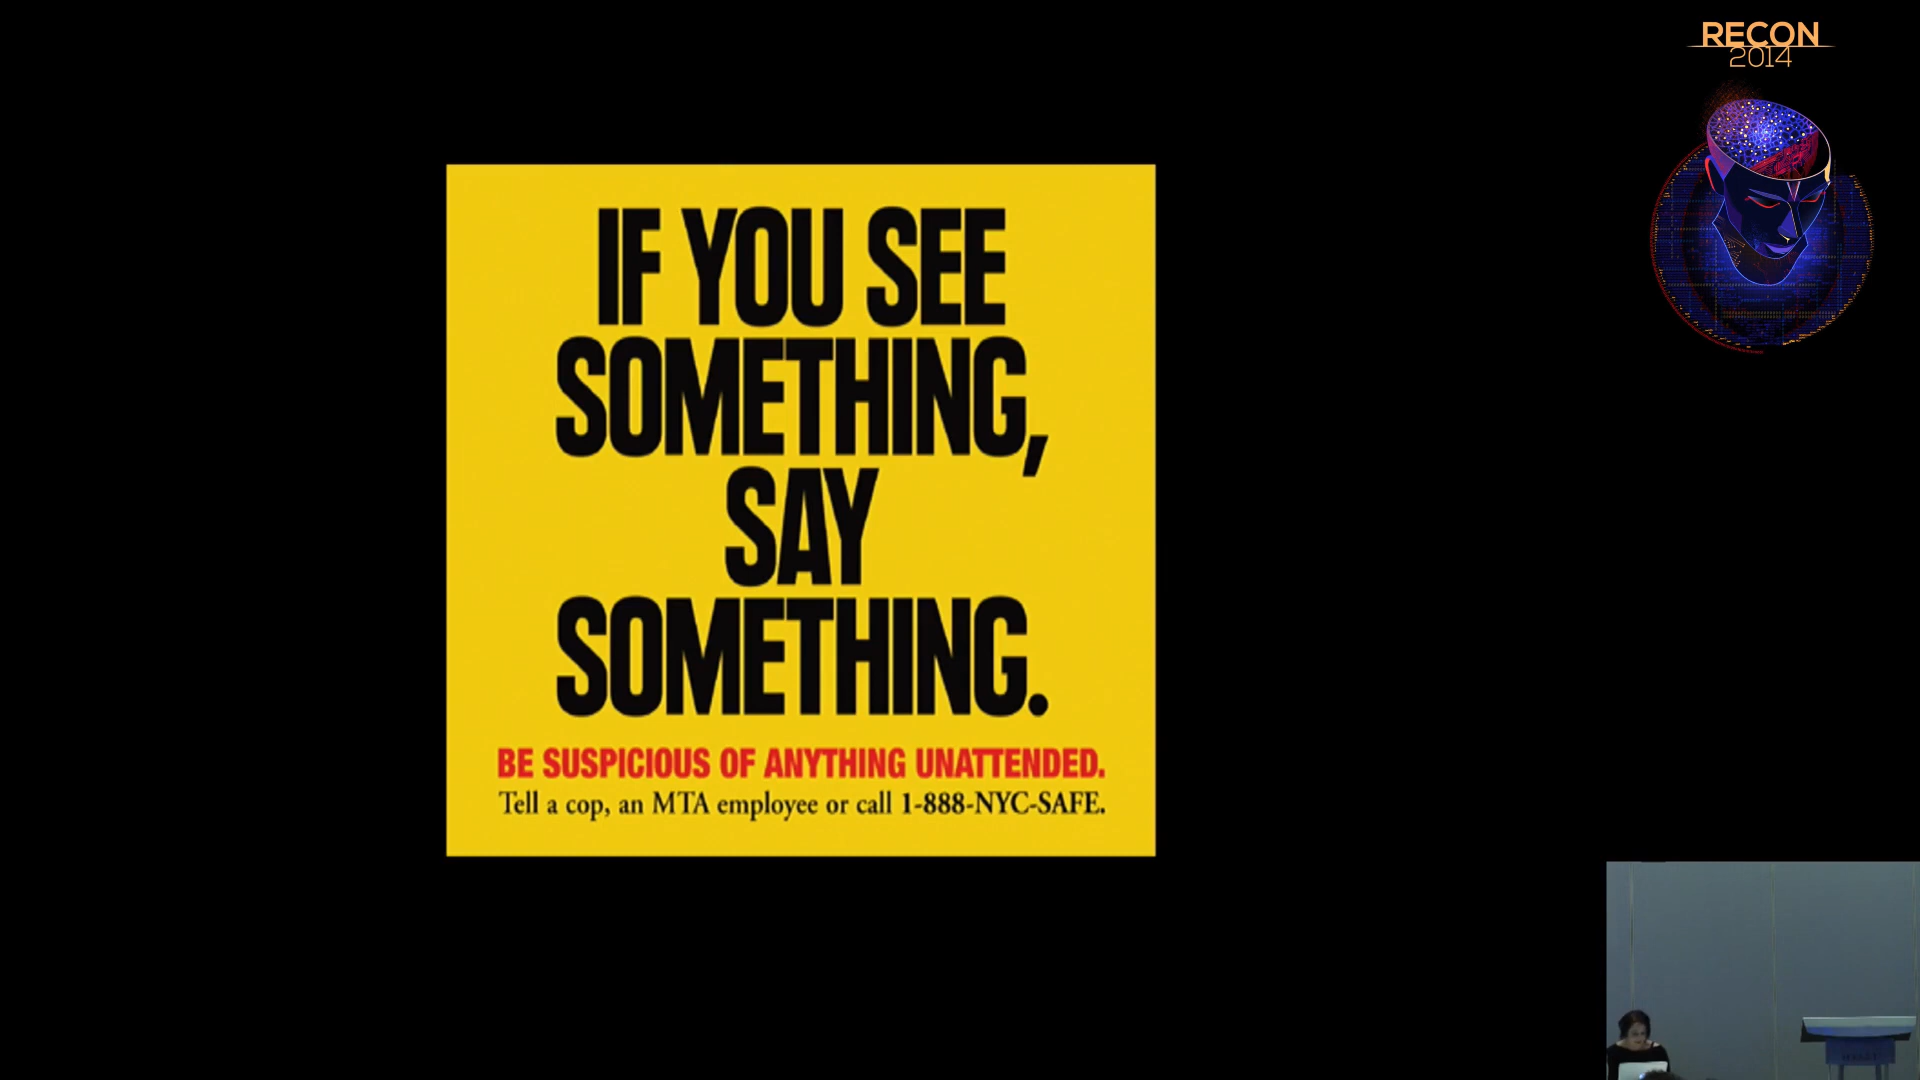 RECON
2014
IF YOU SEE
SOMETHING,
SAY
SOMETHING.
BE SUSPICIOUS OF ANYTHING UNATTENDED.
Tell a cop, an MTA employee or call 1-888-NYC-SAFE.